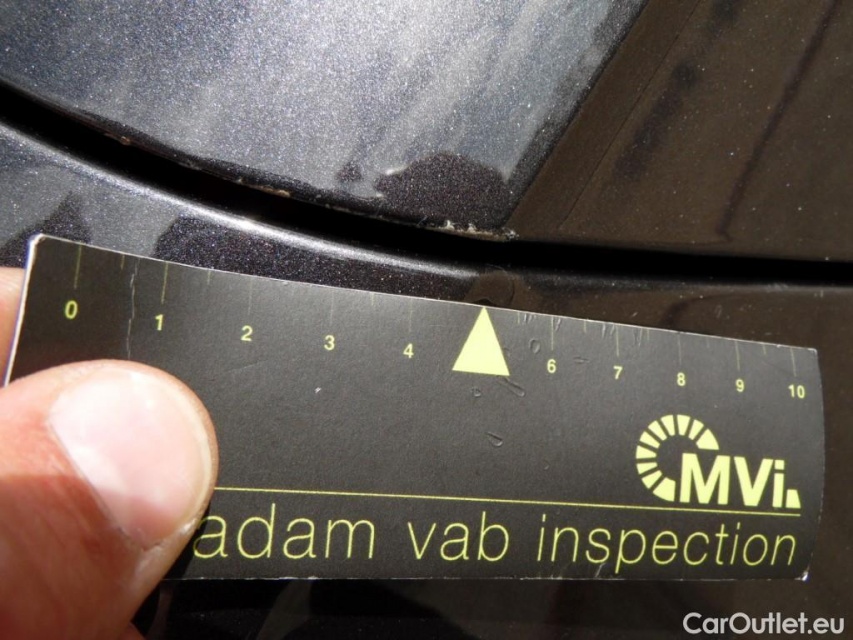 0 1 2 3 4 6 7 8 9 10
MVi
adam vab inspection
CarOutlet.eu